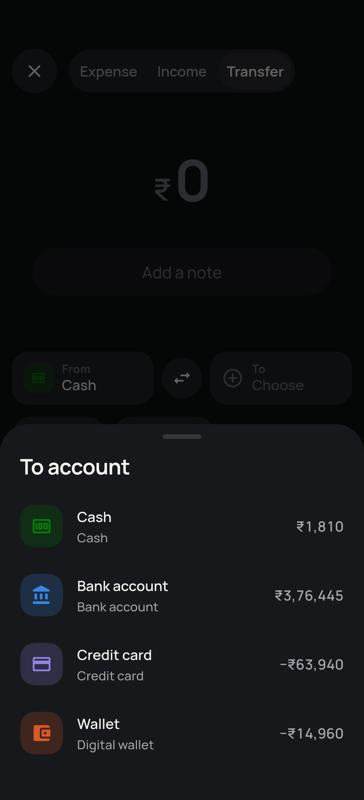 Expense Income Transfer
₹0
Add a note
From
Cash
To
Choose
To account
Cash
Cash
₹1,810
Bank account
Bank account
₹3,76,445
Credit card
Credit card
−₹63,940
Wallet
Digital wallet
−₹14,960